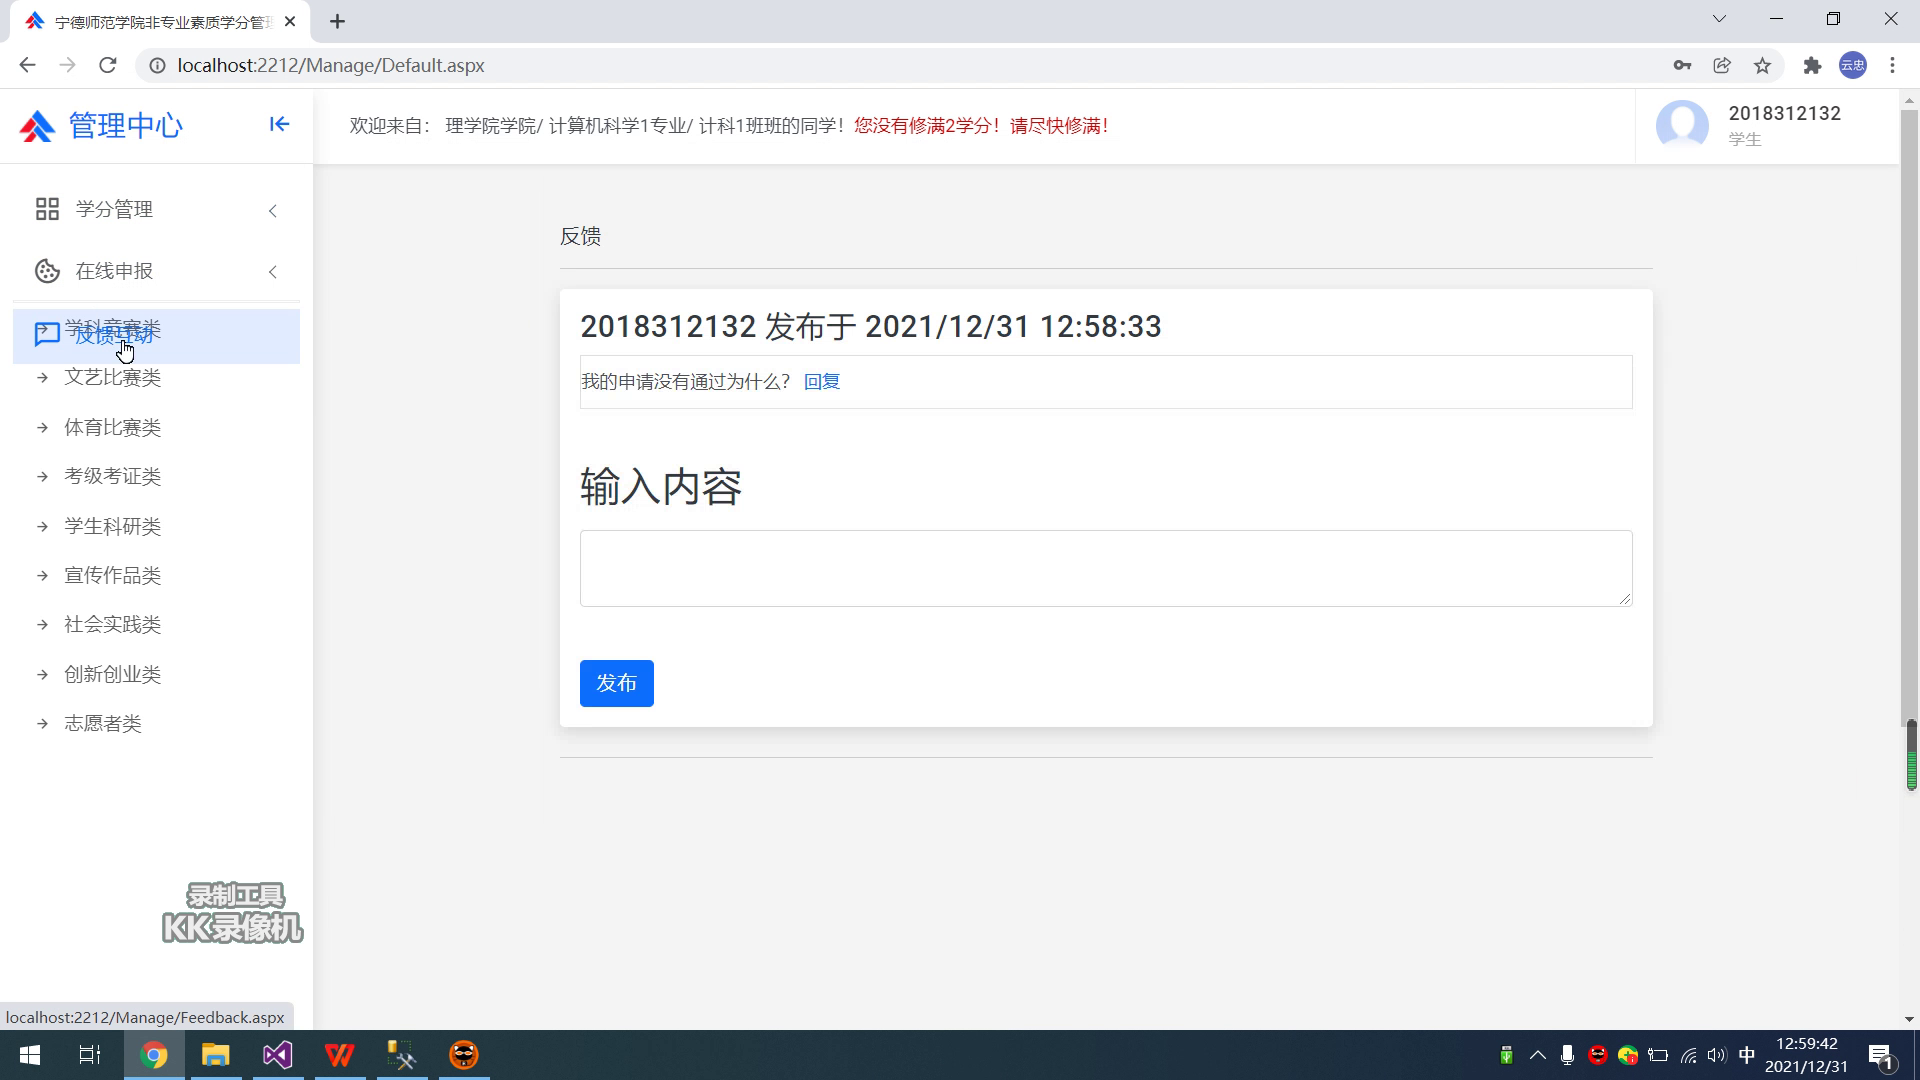 宁德师范学院非专业素质学分管理
localhost:2212/Manage/Default.aspx
云忠
管理中心
欢迎来自： 理学院学院/ 计算机科学1专业/ 计科1班班的同学！您没有修满2学分！请尽快修满！
2018312132
学生
学分管理
在线申报
学科竞赛类
反馈互动
文艺比赛类
体育比赛类
考级考证类
学生科研类
宣传作品类
社会实践类
创新创业类
志愿者类
反馈
2018312132 发布于 2021/12/31 12:58:33
我的申请没有通过为什么？ 回复
输入内容
发布
录制工具
KK录像机
localhost:2212/Manage/Feedback.aspx
中
12:59:42
2021/12/31
1